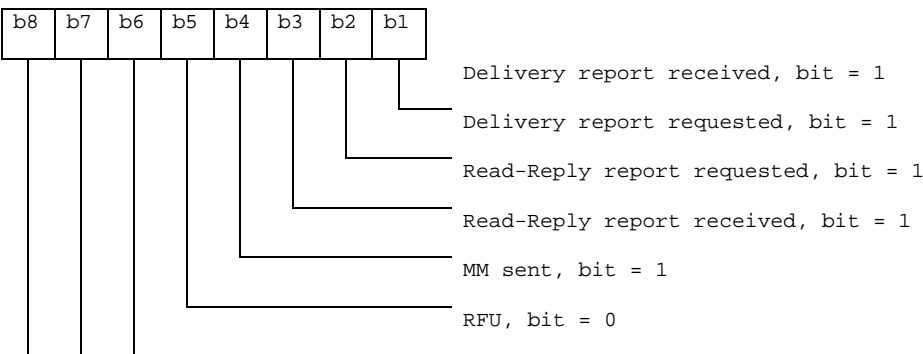 b8 b7 b6 b5 b4 b3 b2 b1
Delivery report received, bit = 1
Delivery report requested, bit = 1
Read-Reply report requested, bit = 1
Read-Reply report received, bit = 1
MM sent, bit = 1
RFU, bit = 0